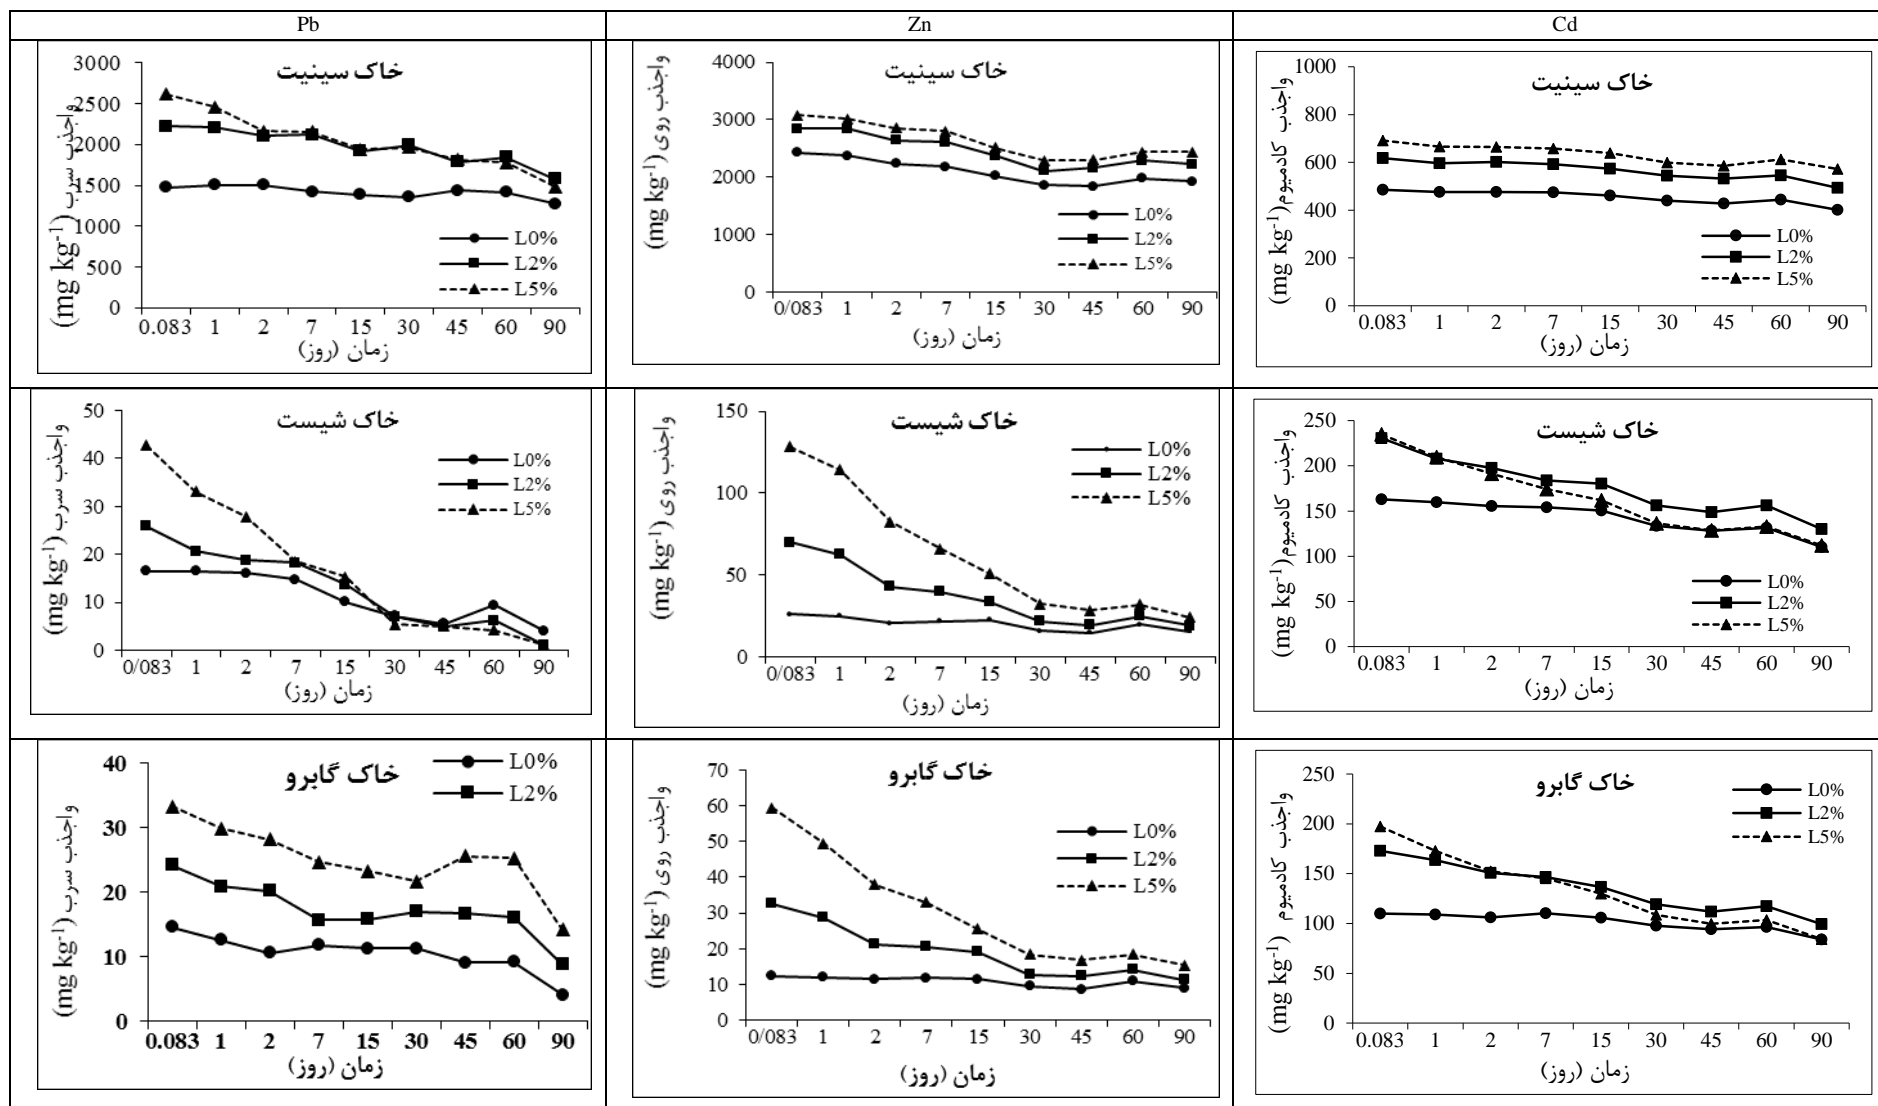 Pb
Zn
Cd
خاک سینیت
واجذب سرب (mg kg-1)
3000
2500
2000
1500
1000
500
0
L0%
L2%
L5%
0.083 1 2 7 15 30 45 60 90
زمان (روز)
خاک سینیت
واجذب روی (mg kg-1)
4000
3000
2000
1000
0
L0%
L2%
L5%
0/083 1 2 7 15 30 45 60 90
زمان (روز)
خاک سینیت
واجذب کادمیوم (mg kg-1)
1000
800
600
400
200
0
L0%
L2%
L5%
0.083 1 2 7 15 30 45 60 90
زمان (روز)
خاک شیست
واجذب سرب (mg kg-1)
50
40
30
20
10
0
L0%
L2%
L5%
0/083 1 2 7 15 30 45 60 90
زمان (روز)
خاک شیست
واجذب روی (mg kg-1)
150
100
50
0
L0%
L2%
L5%
0/083 1 2 7 15 30 45 60 90
زمان (روز)
خاک شیست
واجذب کادمیوم (mg kg-1)
250
200
150
100
50
0
L0%
L2%
L5%
0.083 1 2 7 15 30 45 60 90
زمان (روز)
خاک گابرو
واجذب سرب (mg kg-1)
40
30
20
10
0
L0%
L2%
0.083 1 2 7 15 30 45 60 90
زمان (روز)
خاک گابرو
واجذب روی (mg kg-1)
70
60
50
40
30
20
10
0
L0%
L2%
L5%
0/083 1 2 7 15 30 45 60 90
زمان (روز)
خاک گابرو
واجذب کادمیوم (mg kg-1)
250
200
150
100
50
0
L0%
L2%
L5%
0.083 1 2 7 15 30 45 60 90
زمان (روز)